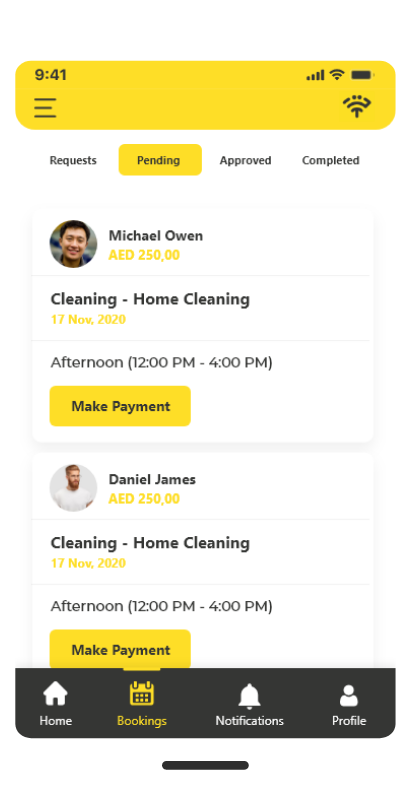 9:41
Requests Pending Approved Completed
Michael Owen
AED 250,00
Cleaning - Home Cleaning
17 Nov, 2020
Afternoon (12:00 PM - 4:00 PM)
Make Payment
Daniel James
AED 250,00
Cleaning - Home Cleaning
17 Nov, 2020
Afternoon (12:00 PM - 4:00 PM)
Make Payment
Home Bookings Notifications Profile